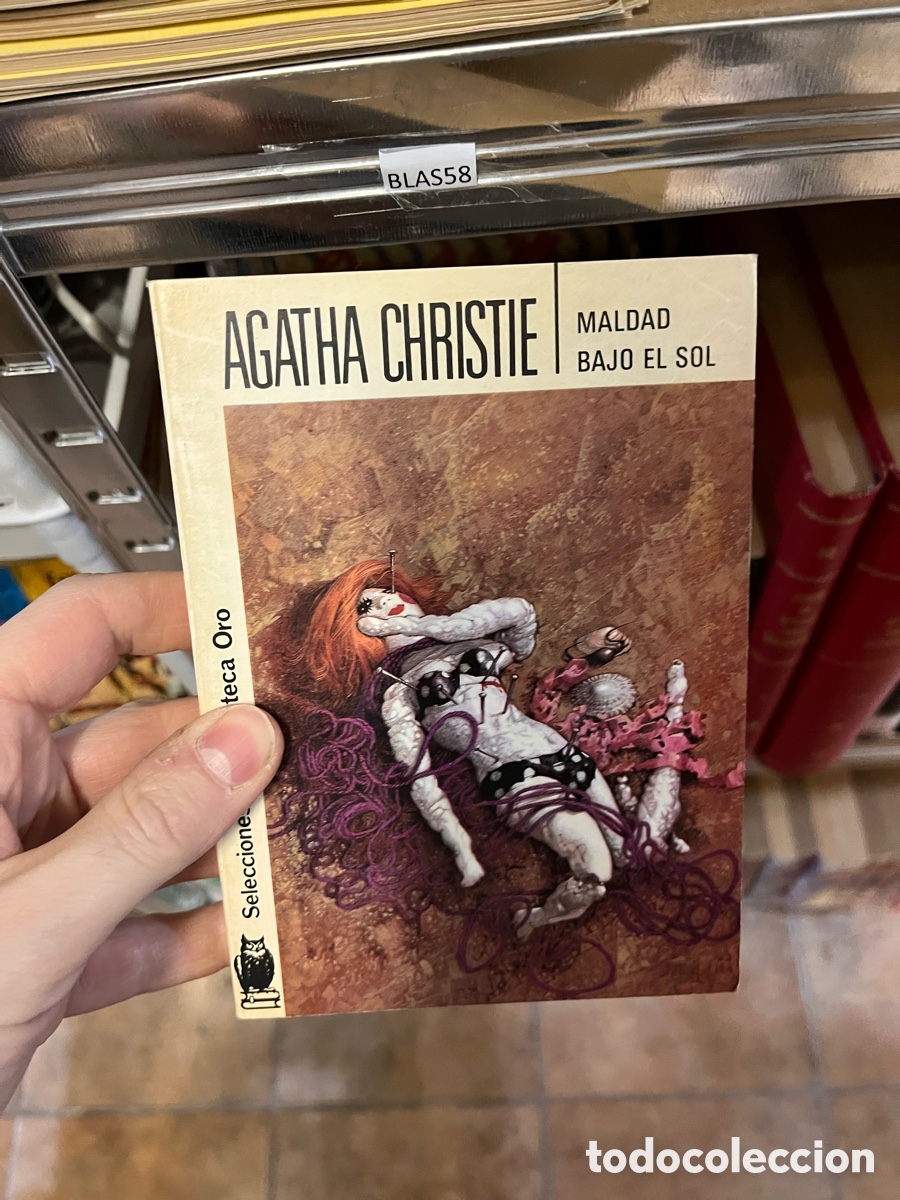 BLAS58
AGATHA CHRISTIE
MALDAD
BAJO EL SOL
Selecciones
teca Oro
todocoleccion